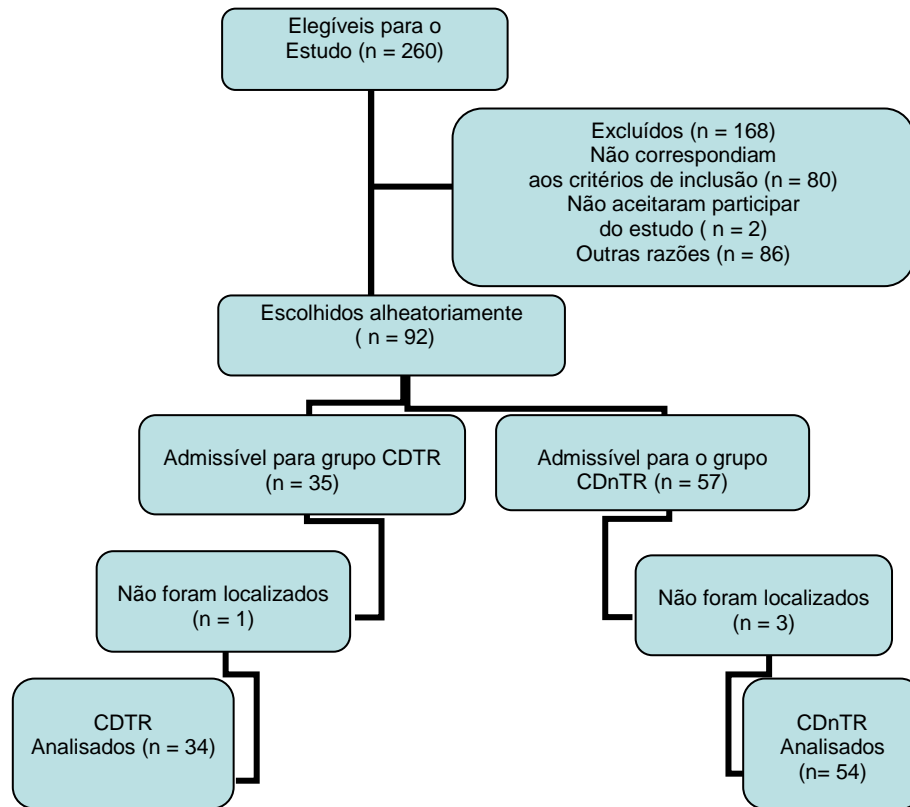 Elegíveis para o
Estudo (n = 260)
Excluídos (n = 168)
Não correspondiam
aos critérios de inclusão (n = 80)
Não aceitaram participar
do estudo ( n = 2)
Outras razões (n = 86)
Escolhidos alheatoriamente
( n = 92)
Admissível para grupo CDTR
(n = 35)
Admissível para o grupo
CDnTR (n = 57)
Não foram localizados
(n = 1)
Não foram localizados
(n = 3)
CDTR
Analisados (n = 34)
CDnTR
Analisados
(n= 54)